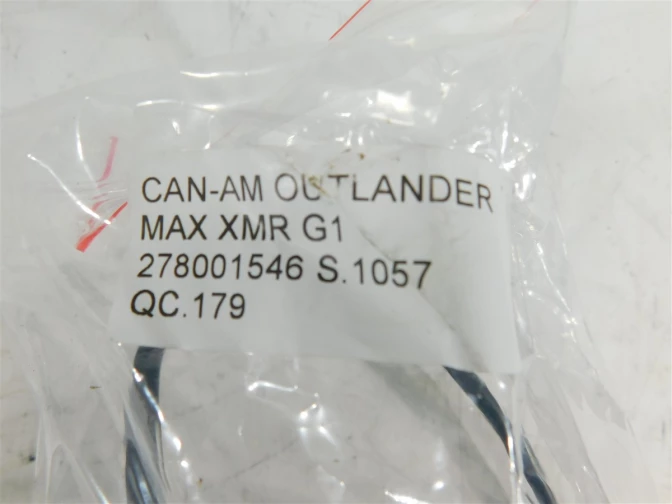 CAN-AM OUTLANDER
MAX XMR G1
278001546 S.1057
QC.179